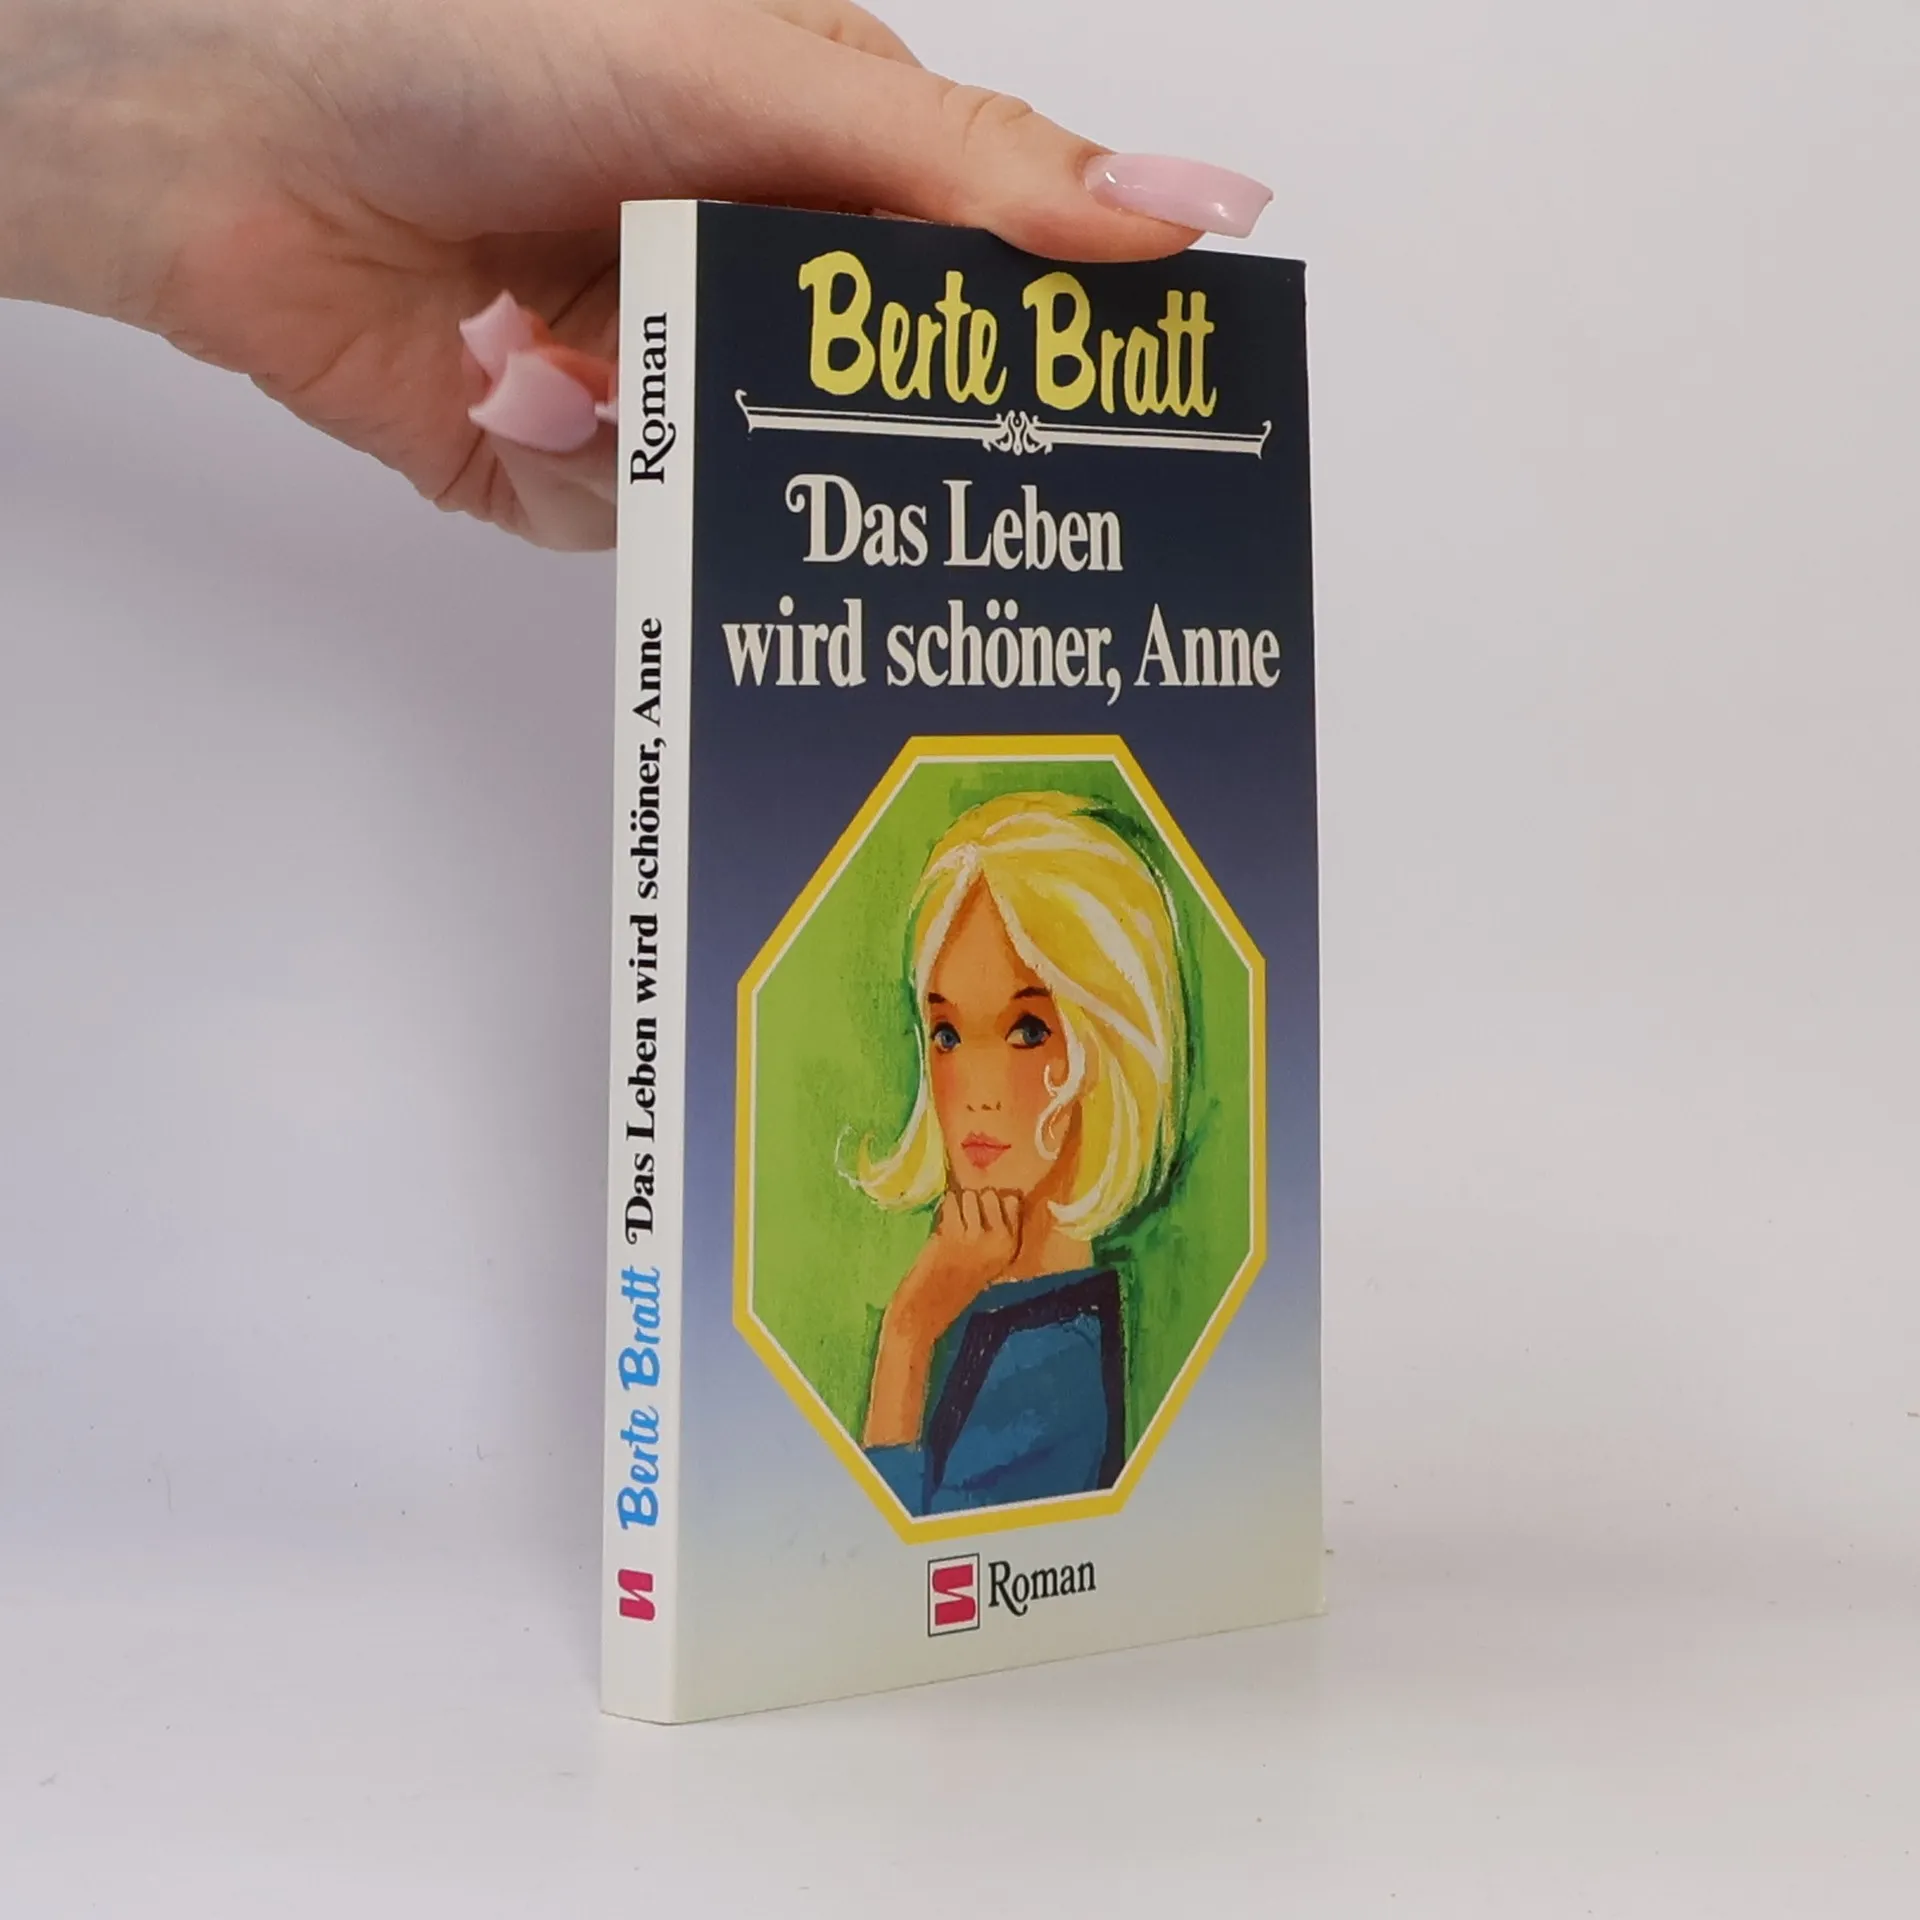 Berte Bratt
Das Leben
wird schöner, Anne
Roman
Berte Bratt Das Leben wird schöner, Anne Roman